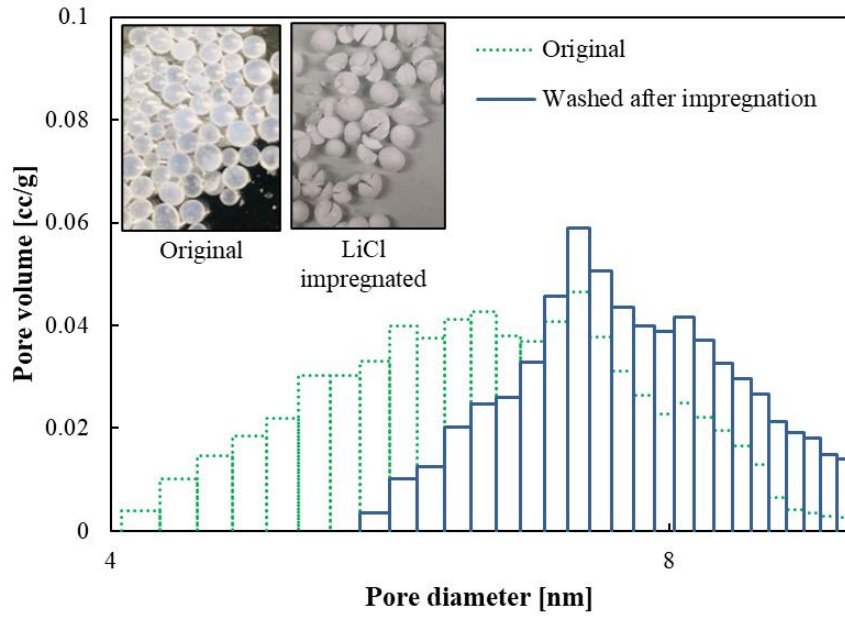 0.1
0.08
0.06
0.04
0.02
0
Pore volume [cc/g]
Original
LiCl
impregnated
Original
Washed after impregnation
4
8
Pore diameter [nm]